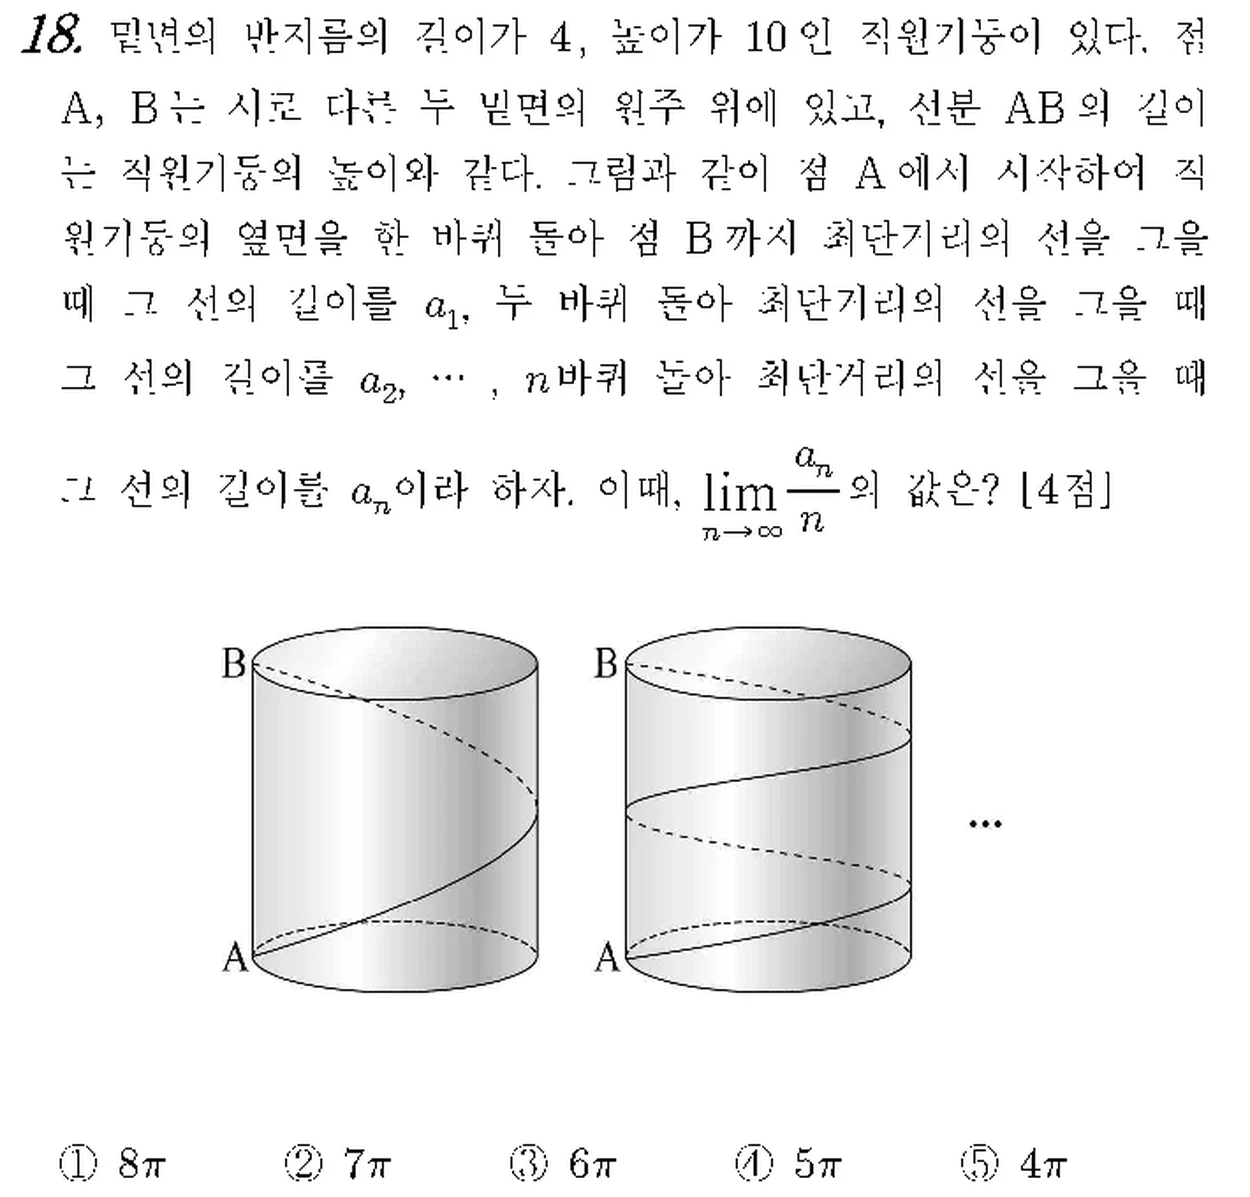 18. 밑변의 반지름의 길이가 4, 높이가 10인 직원기둥이 있다. 점
A, B는 서로 다른 두 밑면의 원주 위에 있고, 선분 AB의 길이
는 직원기둥의 높이와 같다. 그림과 같이 점 A에서 시작하여 직
원기둥의 옆면을 한 바퀴 돌아 점 B까지 최단거리의 선을 그을
때 그 선의 길이를 a₁, 두 바퀴 돌아 최단거리의 선을 그을 때
그 선의 길이를 a₂, ⋯ , n바퀴 돌아 최단거리의 선을 그을 때
그 선의 길이를 aₙ이라 하자. 이때, lim_{n→∞} aₙ/n 의 값은? [4점]
B B
...
A A
① 8π ② 7π ③ 6π ④ 5π ⑤ 4π